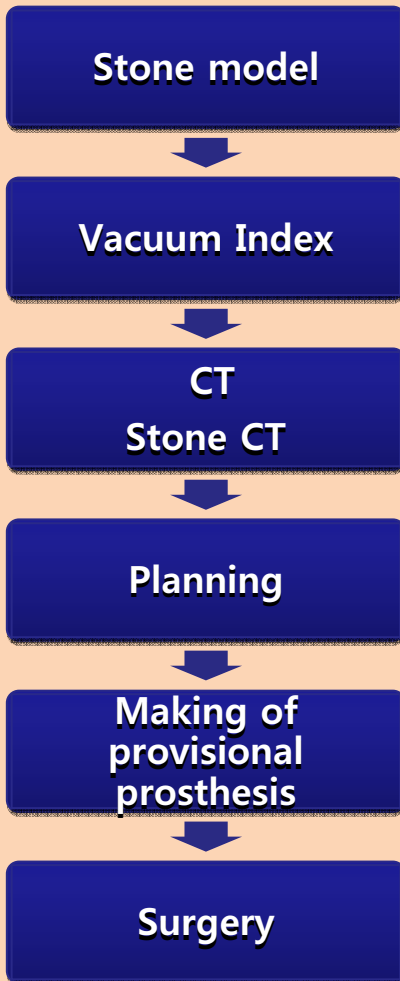 Stone model
Vacuum Index
CT
Stone CT
Planning
Making of
provisional
prosthesis
Surgery